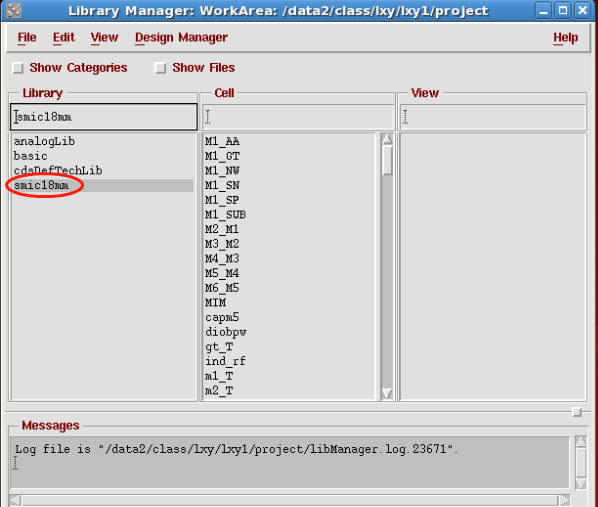 Library Manager: WorkArea: /data2/class/lxy/lxy1/project
File Edit View Design Manager Help
Show Categories Show Files
Library
smic18mm
analogLib
basic
cdsDefTechLib
smic18mm
Cell
M1_AA
M1_GT
M1_NW
M1_SN
M1_SP
M1_SUB
M2_M1
M3_M2
M4_M3
M5_M4
M6_M5
MIM
capm5
diobpw
gt_T
ind_rf
m1_T
m2_T
View
Messages
Log file is "/data2/class/lxy/lxy1/project/libManager.log.23671".